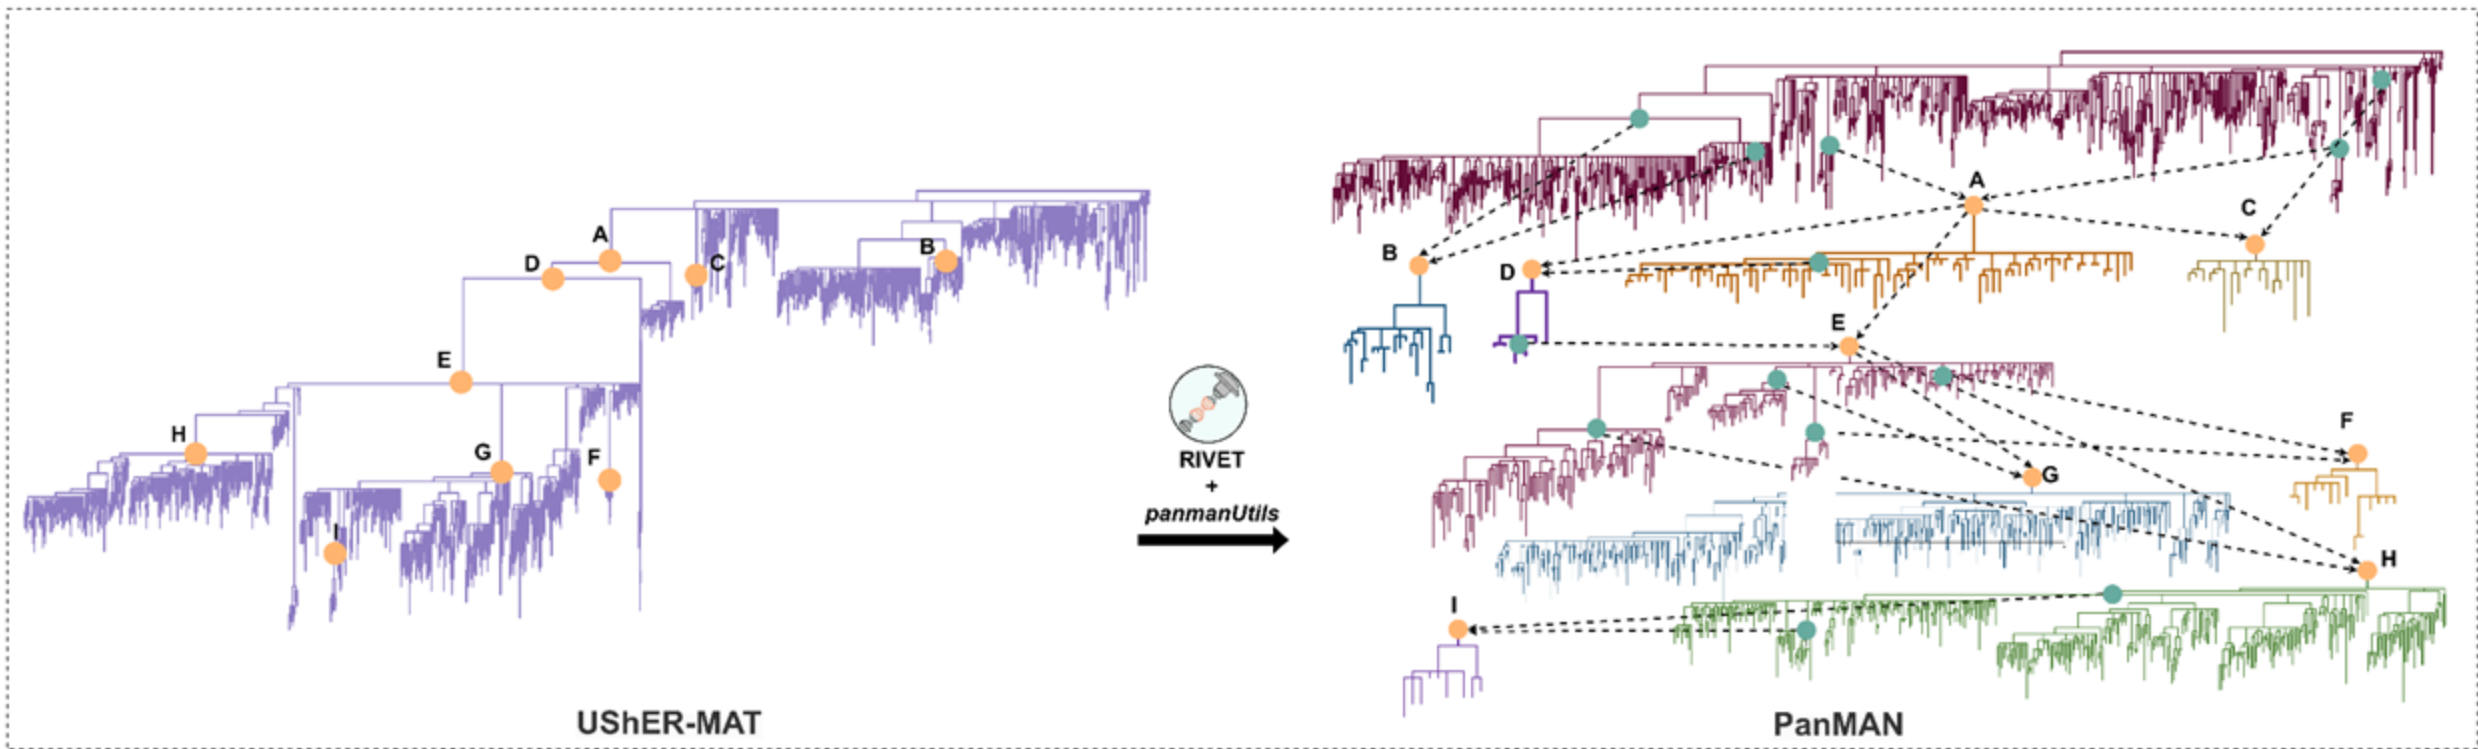 A
B
C
D
E
H
G
F
I
UShER-MAT
RIVET
+
panmanUtils
A
C
B
D
E
F
G
H
I
PanMAN